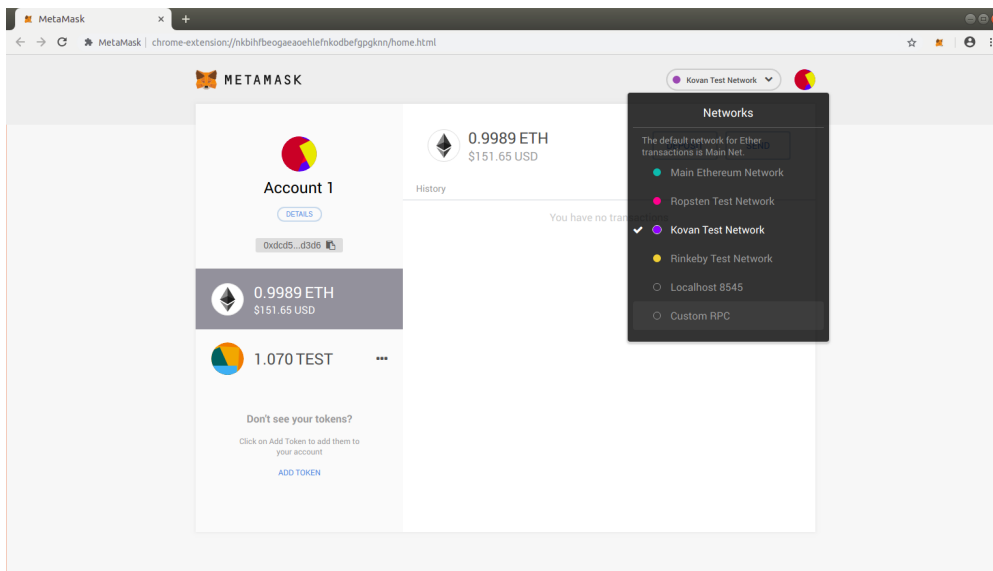 MetaMask
MetaMask
chrome-extension://nkbihfbeogaeaoehlefnkodbefgpgknn/home.html
METAMASK
Kovan Test Network
Account 1
DETAILS
0xdcd5...d3d6
0.9989 ETH
$151.65 USD
1.070 TEST
Don't see your tokens?
Click on Add Token to add them to
your account
ADD TOKEN
0.9989 ETH
$151.65 USD
History
You have no transactions
Networks
The default network for Ether
transactions is Main Net.
Main Ethereum Network
Ropsten Test Network
Kovan Test Network
Rinkeby Test Network
Localhost 8545
Custom RPC